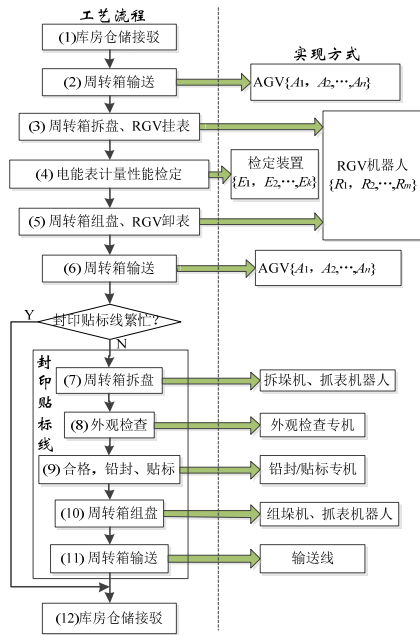 工艺流程
实现方式
(1)库房仓储接驳
(2)周转箱输送
AGV{A1，A2,…,An}
(3)周转箱拆盘、RGV挂表
RGV机器人
{R1，R2,…,Rm}
(4)电能表计量性能检定
检定装置
{E1，E2,…,Ek}
(5)周转箱组盘、RGV卸表
(6)周转箱输送
AGV{A1，A2,…,An}
Y
封印贴标线繁忙?
N
封印贴标线
(7)周转箱拆盘
拆垛机、抓表机器人
(8)外观检查
外观检查专机
(9)合格，铅封、贴标
铅封/贴标专机
(10)周转箱组盘
组垛机、抓表机器人
(11)周转箱输送
输送线
(12)库房仓储接驳